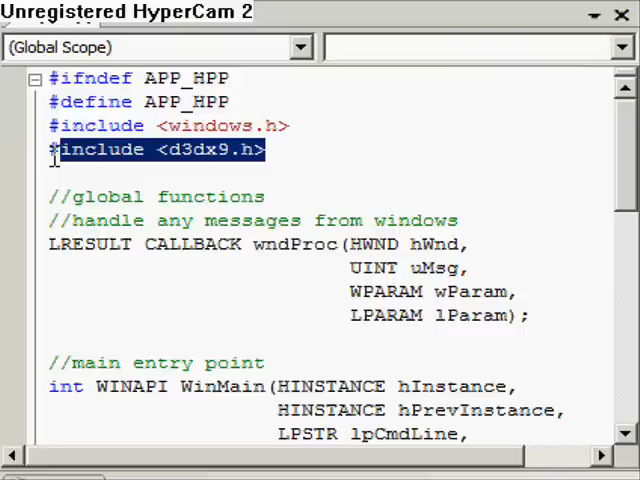 Unregistered HyperCam 2
(Global Scope)
#ifndef APP_HPP
#define APP_HPP
#include <windows.h>
#include <d3dx9.h>
//global functions
//handle any messages from windows
LRESULT CALLBACK wndProc(HWND hWnd,
UINT uMsg,
WPARAM wParam,
LPARAM lParam);
//main entry point
int WINAPI WinMain(HINSTANCE hInstance,
HINSTANCE hPrevInstance,
LPSTR lpCmdLine,